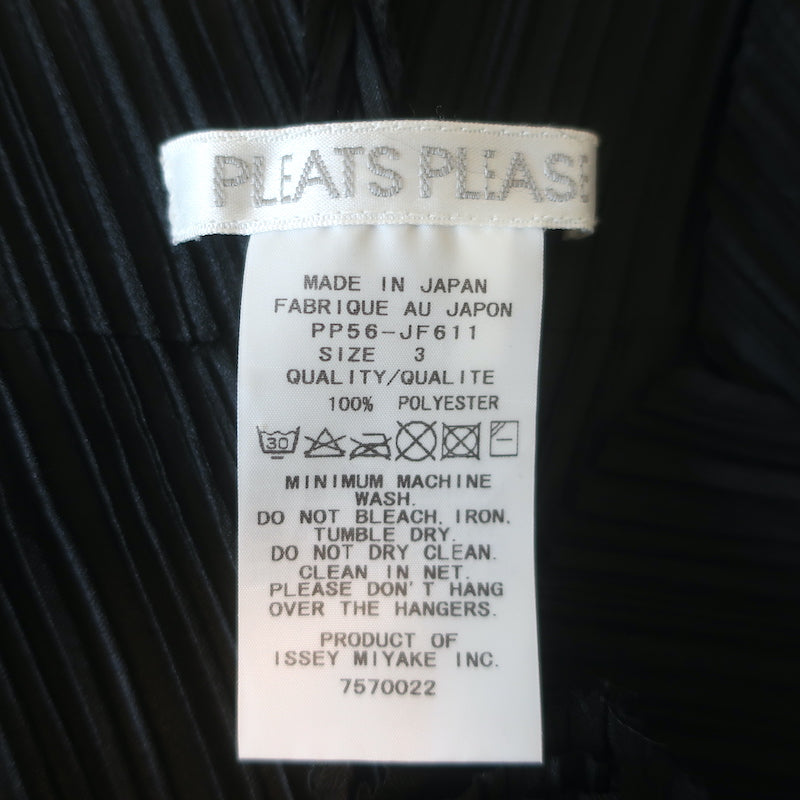 PLEATS PLEASE
MADE IN JAPAN
FABRIQUE AU JAPON
PP56-JF611
SIZE 3
QUALITY/QUALITE
100% POLYESTER
30
MINIMUM MACHINE
WASH.
DO NOT BLEACH, IRON,
TUMBLE DRY.
DO NOT DRY CLEAN.
CLEAN IN NET.
PLEASE DON'T HANG
OVER THE HANGERS.
PRODUCT OF
ISSEY MIYAKE INC.
7570022